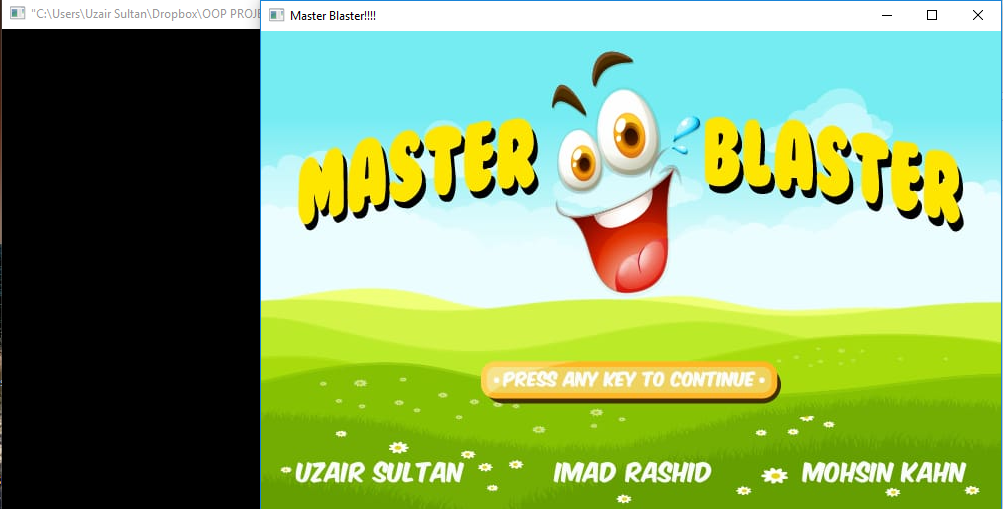 "C:\Users\Uzair Sultan\Dropbox\OOP PROJE
Master Blaster!!!!
MASTER BLASTER
• PRESS ANY KEY TO CONTINUE •
UZAIR SULTAN IMAD RASHID MOHSIN KAHN